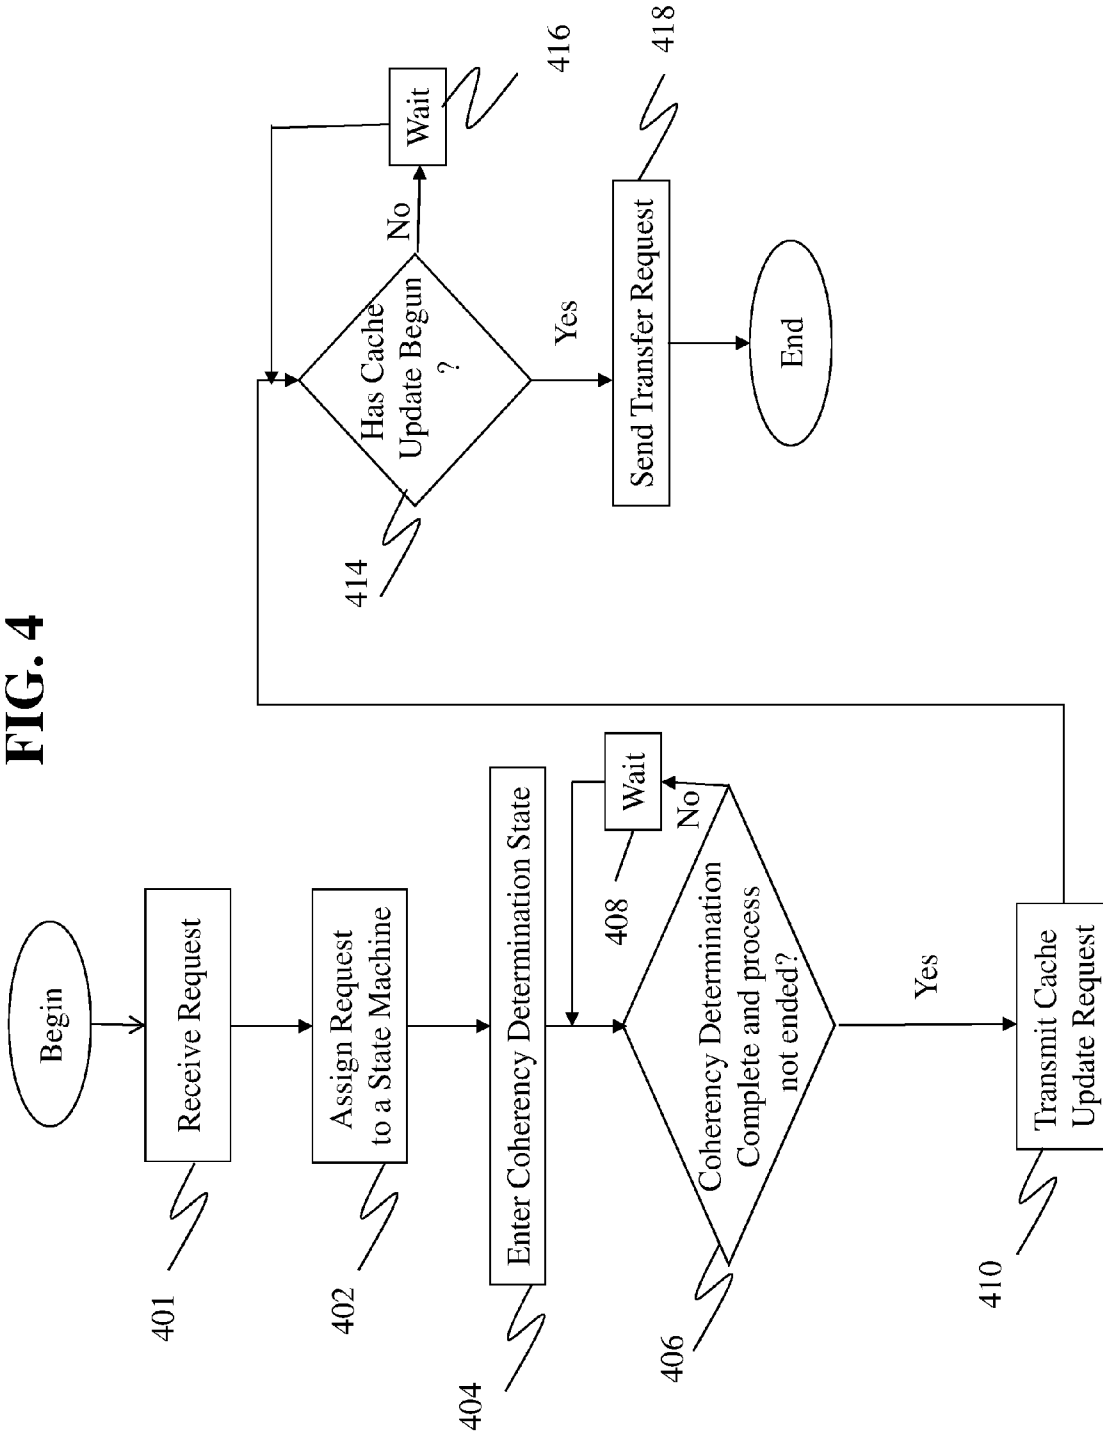 FIG. 4
Begin
Receive Request
401
Assign Request
to a State Machine
402
Enter Coherency Determination State
404
Coherency Determination
Complete and process
not ended?
406
No
Wait
408
Yes
Transmit Cache
Update Request
410
Has Cache
Update Begun
?
414
No
Wait
416
Yes
Send Transfer Request
418
End